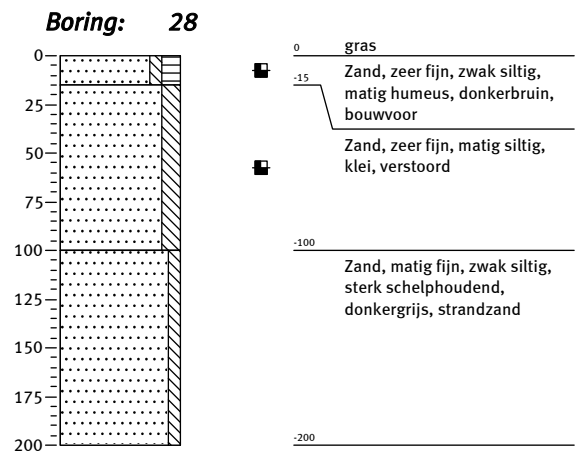 Boring: 28
0
25
50
75
100
125
150
175
200
0
gras
-15
Zand, zeer fijn, zwak siltig,
matig humeus, donkerbruin,
bouwvoor
Zand, zeer fijn, matig siltig,
klei, verstoord
-100
Zand, matig fijn, zwak siltig,
sterk schelphoudend,
donkergrijs, strandzand
-200